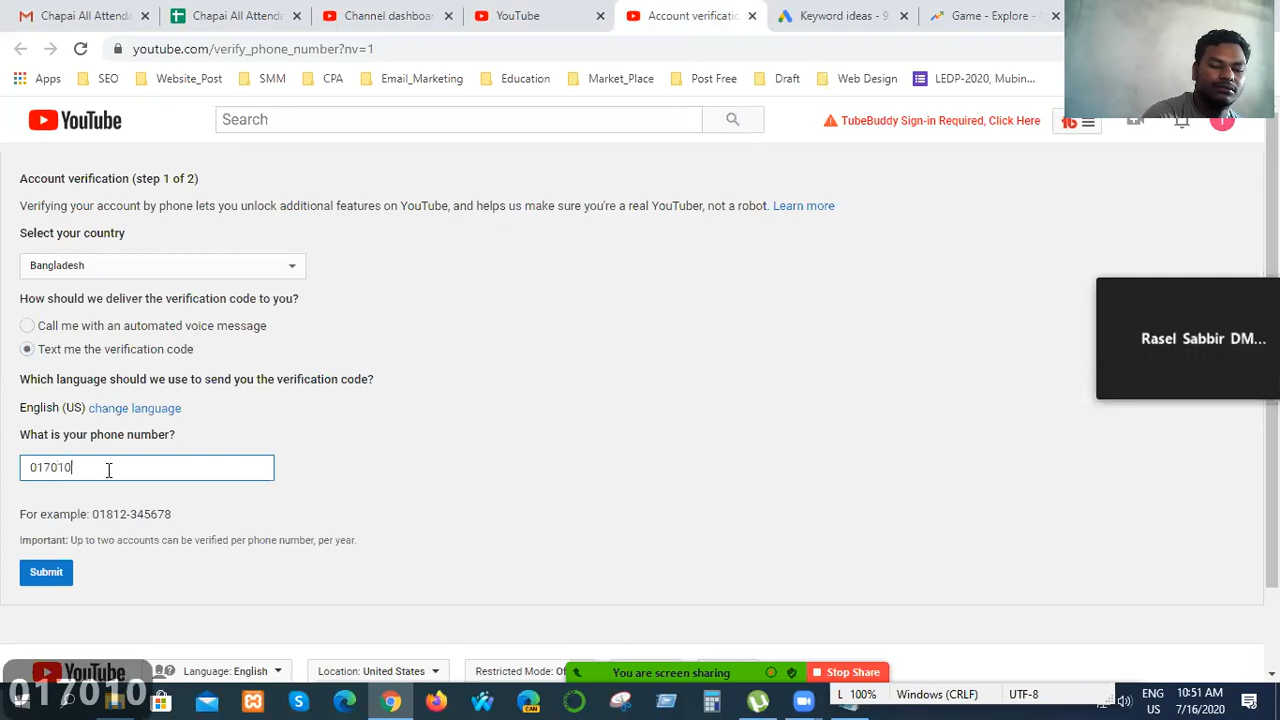 Chapai All Attenda
Chapai All Attenda
Channel dashboa
YouTube
Account verificati
Keyword ideas - 9
Game - Explore -
youtube.com/verify_phone_number?nv=1
Apps
SEO
Website_Post
SMM
CPA
Email_Marketing
Education
Market_Place
Post Free
Draft
Web Design
LEDP-2020, Mubin...
YouTube
Search
TubeBuddy Sign-in Required, Click Here
Account verification (step 1 of 2)
Verifying your account by phone lets you unlock additional features on YouTube, and helps us make sure you're a real YouTuber, not a robot. Learn more
Select your country
Bangladesh
How should we deliver the verification code to you?
Call me with an automated voice message
Rasel Sabbir DM...
Text me the verification code
Which language should we use to send you the verification code?
English (US) change language
What is your phone number?
017010
For example: 01812-345678
Important: Up to two accounts can be verified per phone number, per year.
Submit
YouTube
Language: English
Location: United States
Restricted Mode:
You are screen sharing
Stop Share
017010
L 100%
Windows (CRLF)
UTF-8
ENG
US
10:51 AM
7/16/2020